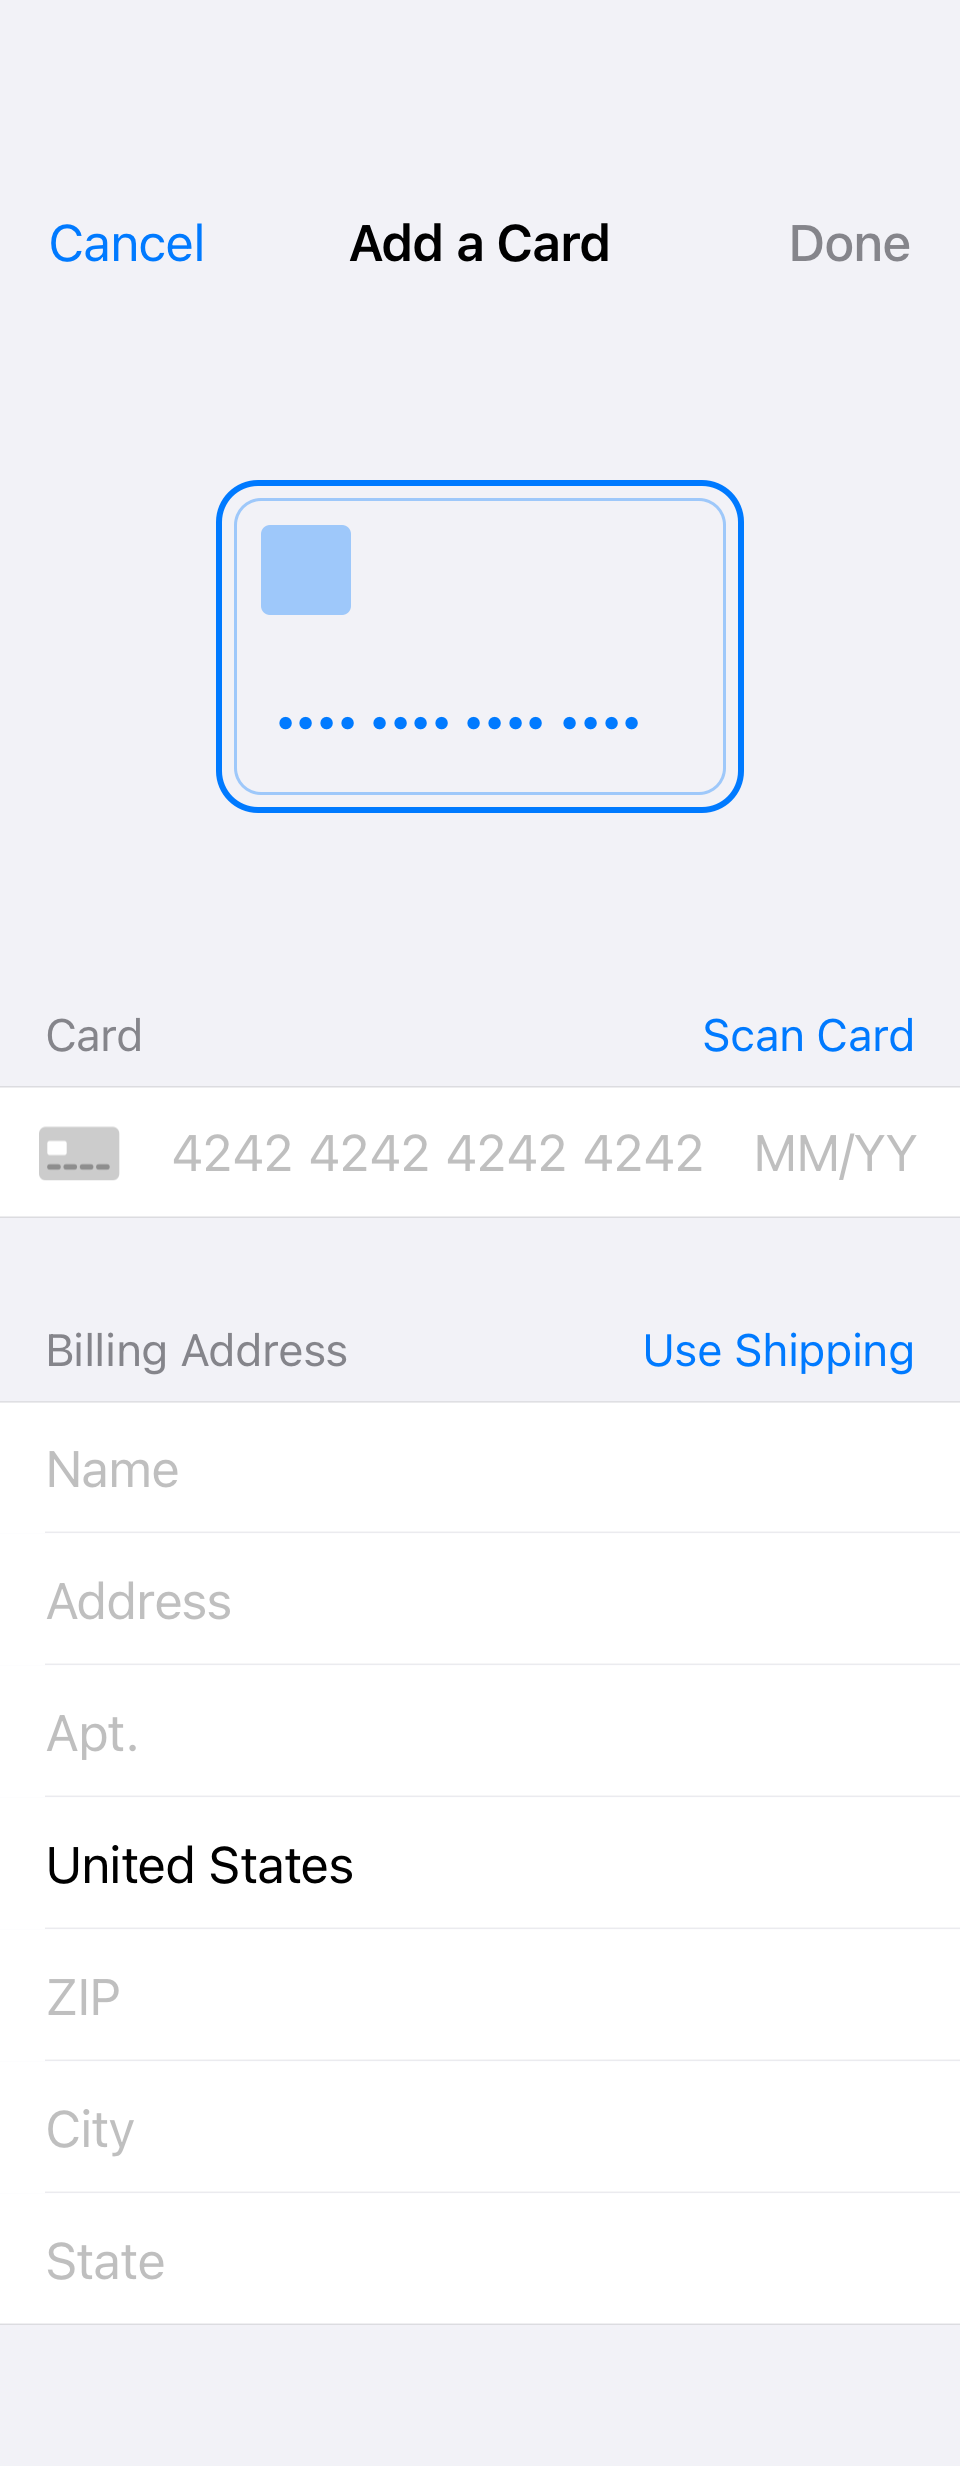 Cancel Add a Card Done
Card Scan Card
4242 4242 4242 4242 MM/YY
Billing Address Use Shipping
Name
Address
Apt.
United States
ZIP
City
State